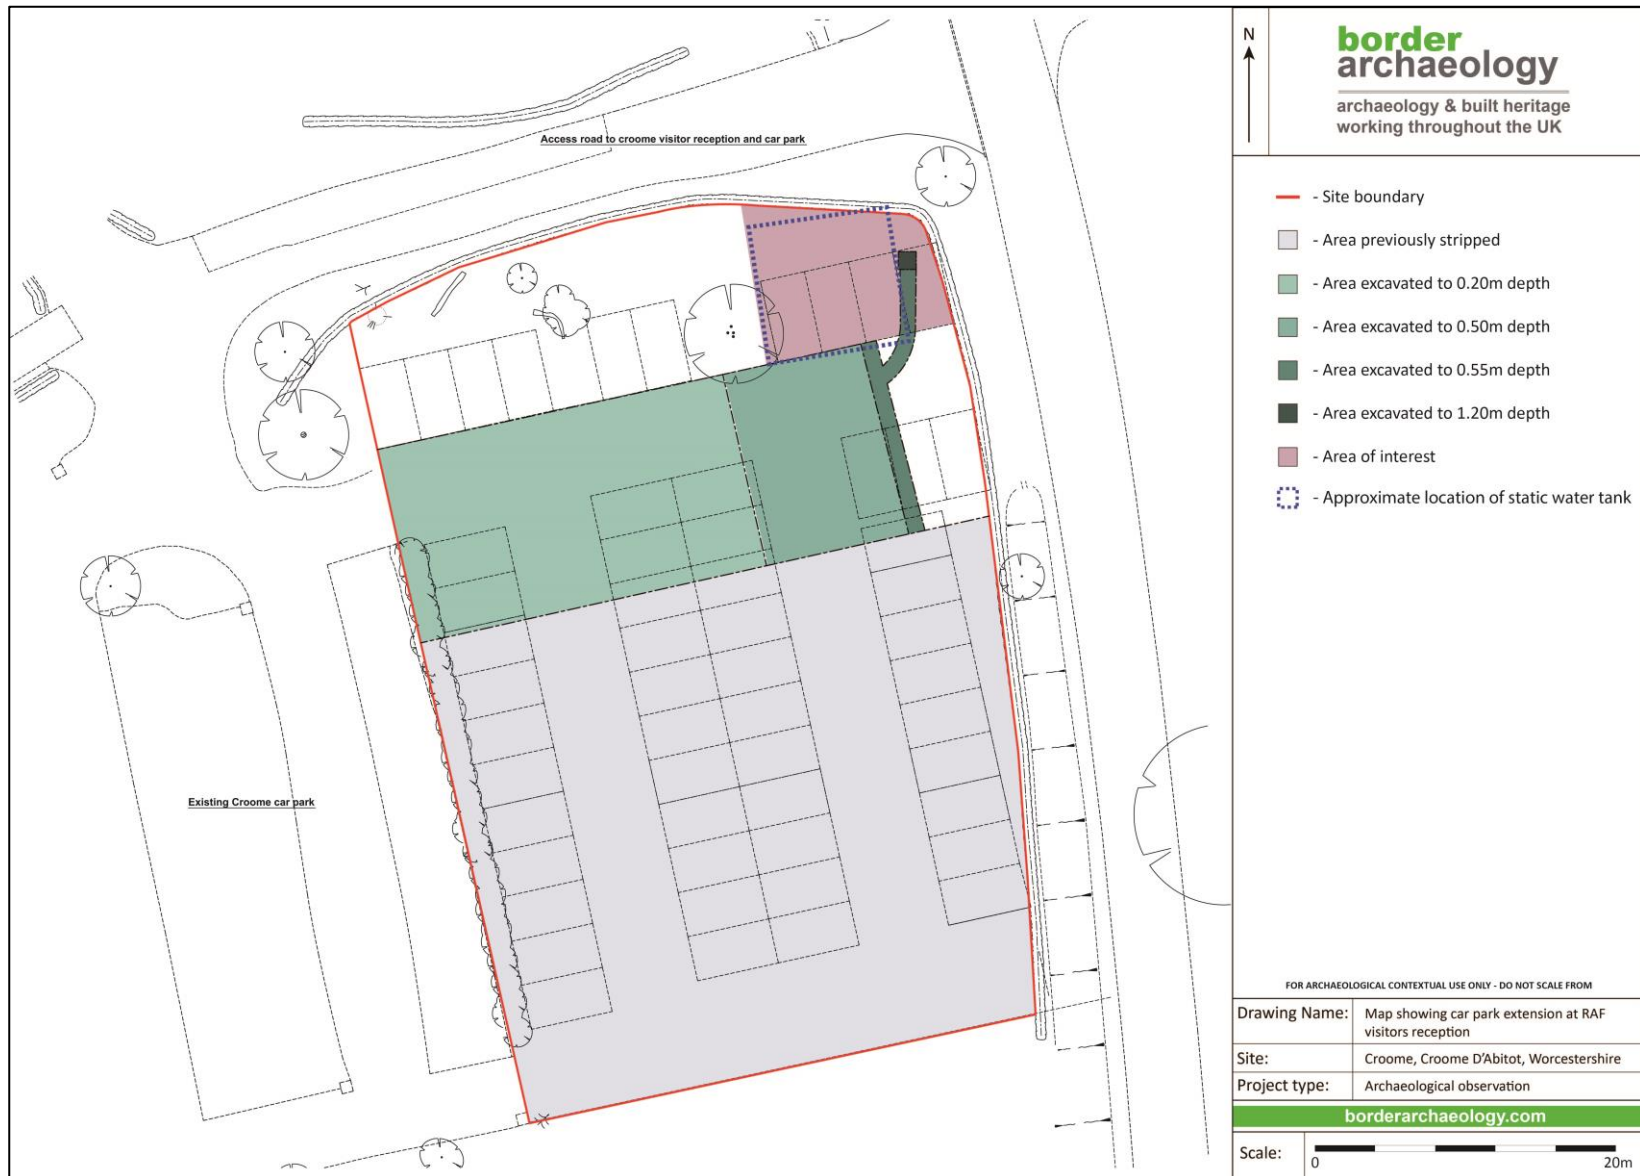 Access road to croome visitor reception and car park
Existing Croome car park
N
border
archaeology
archaeology & built heritage
working throughout the UK
- Site boundary
- Area previously stripped
- Area excavated to 0.20m depth
- Area excavated to 0.50m depth
- Area excavated to 0.55m depth
- Area excavated to 1.20m depth
- Area of interest
- Approximate location of static water tank
FOR ARCHAEOLOGICAL CONTEXTUAL USE ONLY - DO NOT SCALE FROM
Drawing Name: Map showing car park extension at RAF
visitors reception
Site: Croome, Croome D'Abitot, Worcestershire
Project type: Archaeological observation
borderarchaeology.com
Scale:
0 20m